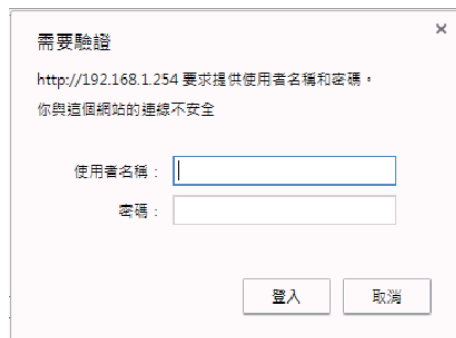 需要驗證
http://192.168.1.254 要求提供使用者名稱和密碼。
你與這個網站的連線不安全
使用者名稱：
密碼：
登入 取消